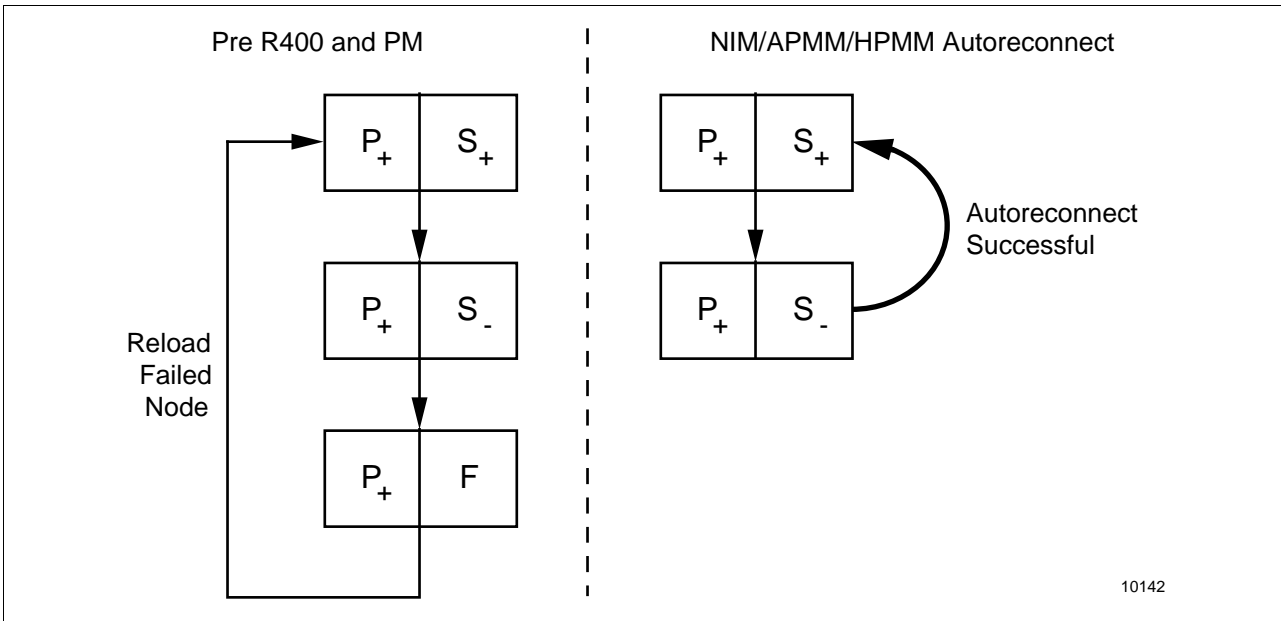 Pre R400 and PM
P+ S+
P+ S-
P+ F
Reload
Failed
Node
NIM/APMM/HPMM Autoreconnect
P+ S+
P+ S-
Autoreconnect
Successful
10142